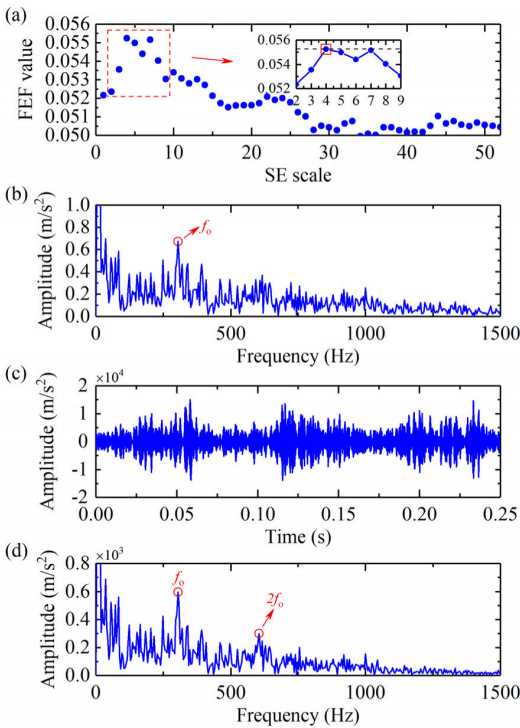 (a)
FEF value
0.056
0.055
0.053
0.052
0.050
0.056
0.055
0.053
0.052
2 3 4 5 6 7 8 9
0 10 20 30 40 50
SE scale
(b)
Amplitude (m/s²)
1.0
0.8
0.6
0.4
0.2
0.0
fₒ
0 500 1000 1500
Frequency (Hz)
(c)
Amplitude (m/s²)
×10⁴
2
1
0
-1
-2
0.00 0.05 0.10 0.15 0.20 0.25
Time (s)
(d)
Amplitude (m/s²)
×10³
0.8
0.6
0.4
0.2
0.0
fₒ
2fₒ
0 500 1000 1500
Frequency (Hz)